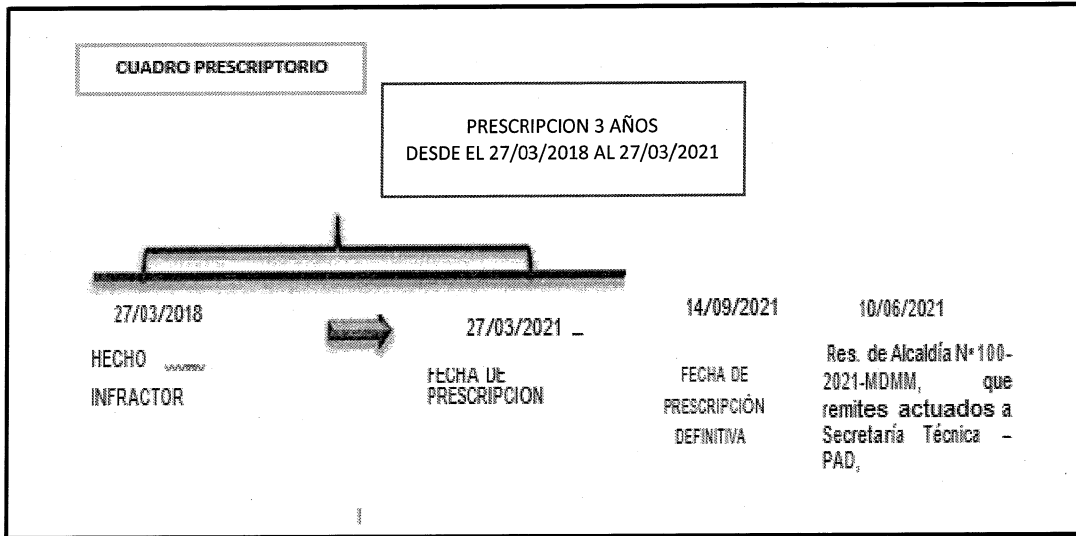 CUADRO PRESCRIPTORIO
PRESCRIPCION 3 AÑOS
DESDE EL 27/03/2018 AL 27/03/2021
27/03/2018
HECHO
INFRACTOR
27/03/2021 _
FECHA DE
PRESCRIPCION
14/09/2021
FECHA DE
PRESCRIPCIÓN
DEFINITIVA
10/06/2021
Res. de Alcaldía N° 100-
2021-MDMM, que
remites actuados a
Secretaría Técnica –
PAD,